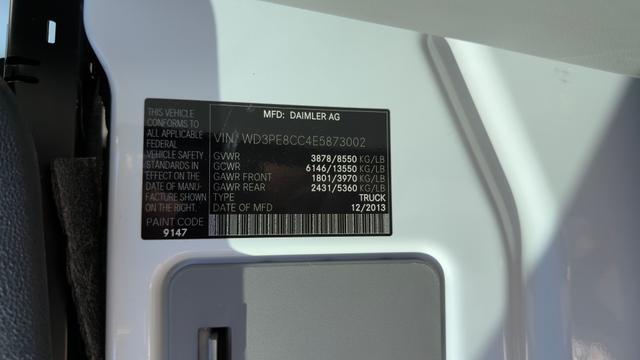 MFD: DAIMLER AG
THIS VEHICLE
CONFORMS TO
ALL APPLICABLE
FEDERAL
VEHICLE SAFETY
STANDARDS IN
EFFECT ON THE
DATE OF MANU-
FACTURE SHOWN
ON THE RIGHT.
PAINT CODE
9147
VIN: WD3PE8CC4E5873002
GVWR 3878/8550 KG/LB
GCWR 6146/13550 KG/LB
GAWR FRONT 1801/3970 KG/LB
GAWR REAR 2431/5360 KG/LB
TYPE TRUCK
DATE OF MFD 12/2013